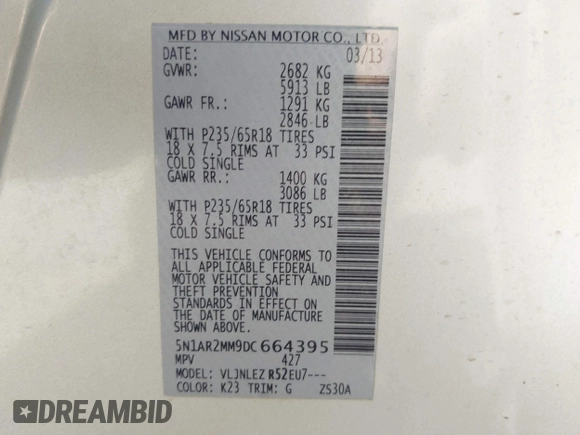 MFD BY NISSAN MOTOR CO., LTD.
DATE: 03/13
GVWR: 2682 KG
5913 LB
GAWR FR.: 1291 KG
2846 LB
WITH P235/65R18 TIRES
18 X 7.5 RIMS AT 33 PSI
COLD SINGLE
GAWR RR.: 1400 KG
3086 LB
WITH P235/65R18 TIRES
18 X 7.5 RIMS AT 33 PSI
COLD SINGLE
THIS VEHICLE CONFORMS TO
ALL APPLICABLE FEDERAL
MOTOR VEHICLE SAFETY AND
THEFT PREVENTION
STANDARDS IN EFFECT ON
THE DATE OF MANUFACTURE
SHOWN ABOVE.
5N1AR2MM9DC664395
MPV 427
MODEL: VLJNLEZ R52EU7---
COLOR: K23 TRIM: G ZS30A
DEALER'S HISTORY